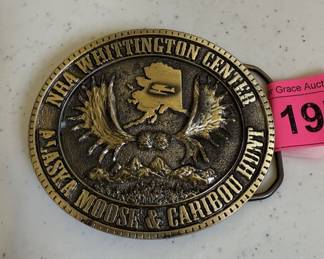 NRA WHITTINGTON CENTER
ALASKA MOOSE & CARIBOU HUNT
Grace Auct
19